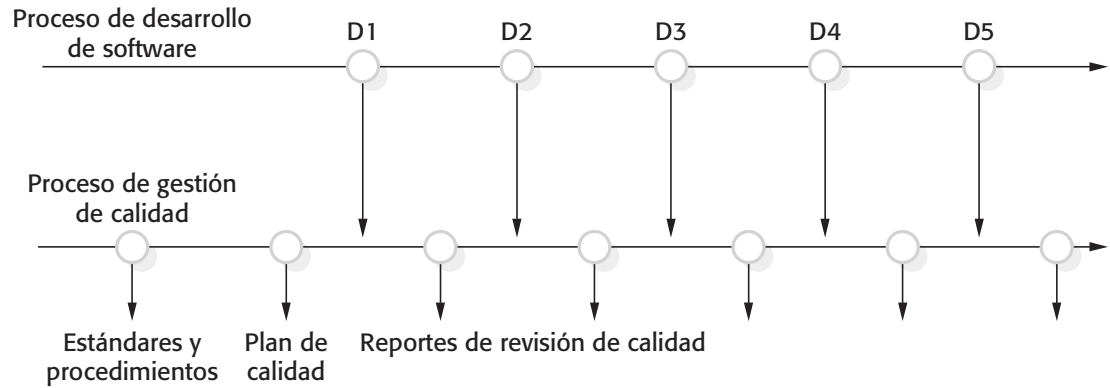 Proceso de desarrollo
de software
D1
D2
D3
D4
D5
Proceso de gestión
de calidad
Estándares y
procedimientos
Plan de
calidad
Reportes de revisión de calidad